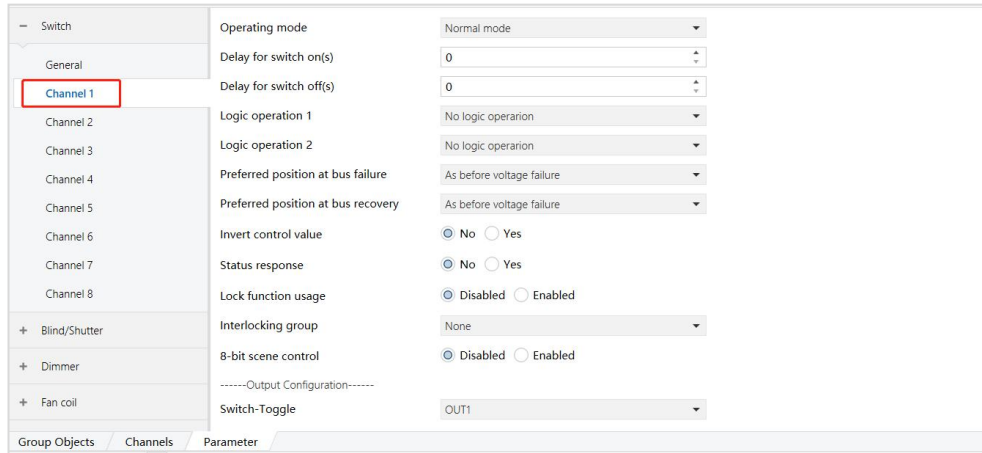 − Switch
General
Channel 1
Channel 2
Channel 3
Channel 4
Channel 5
Channel 6
Channel 7
Channel 8
+ Blind/Shutter
+ Dimmer
+ Fan coil
Operating mode Normal mode
Delay for switch on(s) 0
Delay for switch off(s) 0
Logic operation 1 No logic operarion
Logic operation 2 No logic operarion
Preferred position at bus failure As before voltage failure
Preferred position at bus recovery As before voltage failure
Invert control value No Yes
Status response No Yes
Lock function usage Disabled Enabled
Interlocking group None
8-bit scene control Disabled Enabled
------Output Configuration------
Switch-Toggle OUT1
Group Objects Channels Parameter